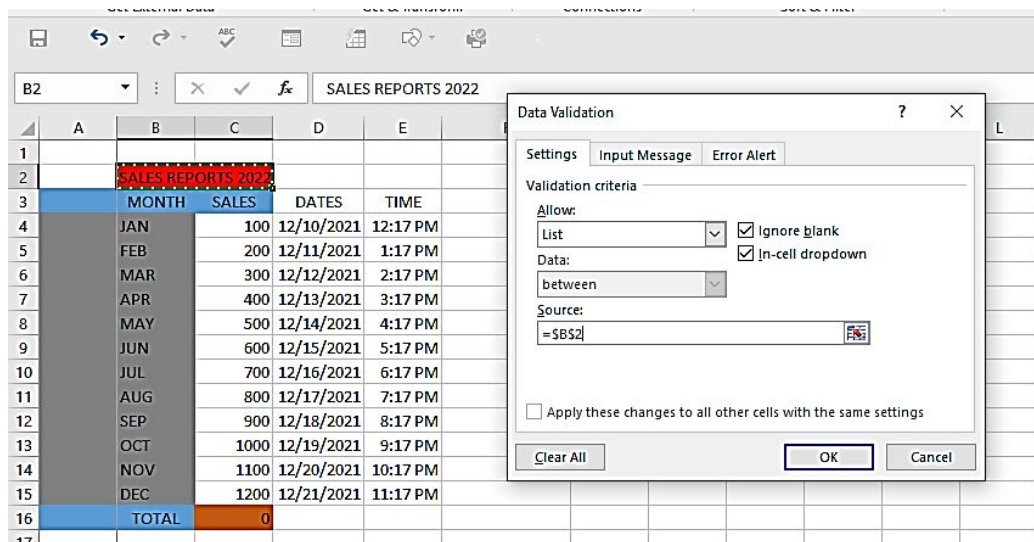 ABC
B2 fx SALES REPORTS 2022
Data Validation ? ×
A B C D E L
Settings Input Message Error Alert
1
2 SALES REPORTS 2022
Validation criteria
3 MONTH SALES DATES TIME
Allow:
4 JAN 100 12/10/2021 12:17 PM
List Ignore blank
5 FEB 200 12/11/2021 1:17 PM
Data: In-cell dropdown
6 MAR 300 12/12/2021 2:17 PM
between
7 APR 400 12/13/2021 3:17 PM
Source:
8 MAY 500 12/14/2021 4:17 PM
=$B$2
9 JUN 600 12/15/2021 5:17 PM
10 JUL 700 12/16/2021 6:17 PM
11 AUG 800 12/17/2021 7:17 PM
Apply these changes to all other cells with the same settings
12 SEP 900 12/18/2021 8:17 PM
13 OCT 1000 12/19/2021 9:17 PM
Clear All OK Cancel
14 NOV 1100 12/20/2021 10:17 PM
15 DEC 1200 12/21/2021 11:17 PM
16 TOTAL 0